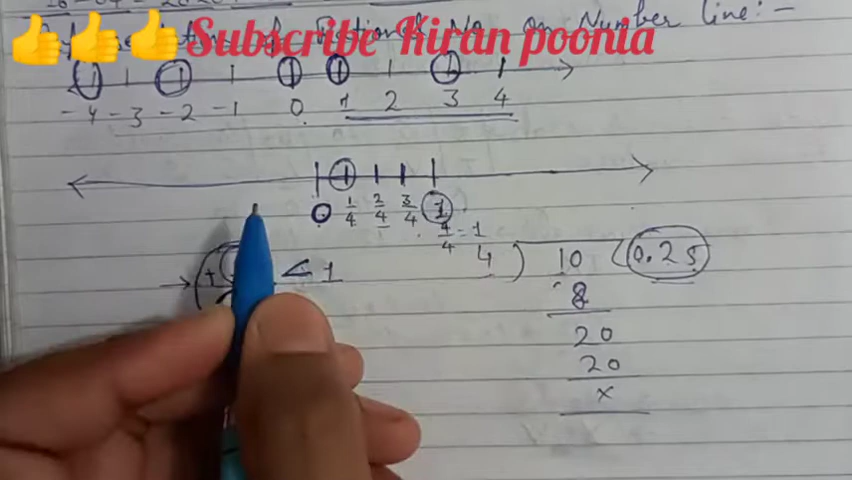 👍👍👍 Subscribe Kiran poonia
on Number line:-
-4 -3 -2 -1 0 1 2 3 4
0 1/4 2/4 3/4 1
4/4 = 1
4 ) 10 ( 0.25
+ < 1
8
20
20
x